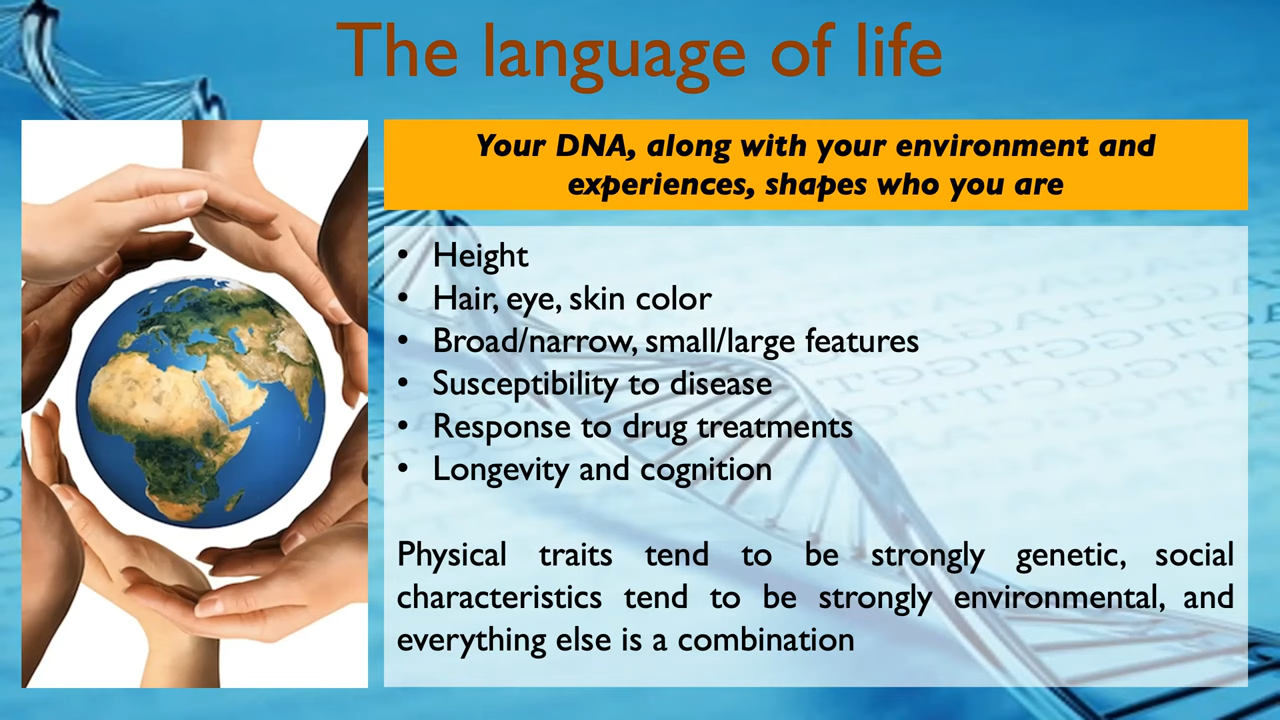 The language of life
Your DNA, along with your environment and
experiences, shapes who you are
• Height
• Hair, eye, skin color
• Broad/narrow, small/large features
• Susceptibility to disease
• Response to drug treatments
• Longevity and cognition
Physical traits tend to be strongly genetic, social
characteristics tend to be strongly environmental, and
everything else is a combination